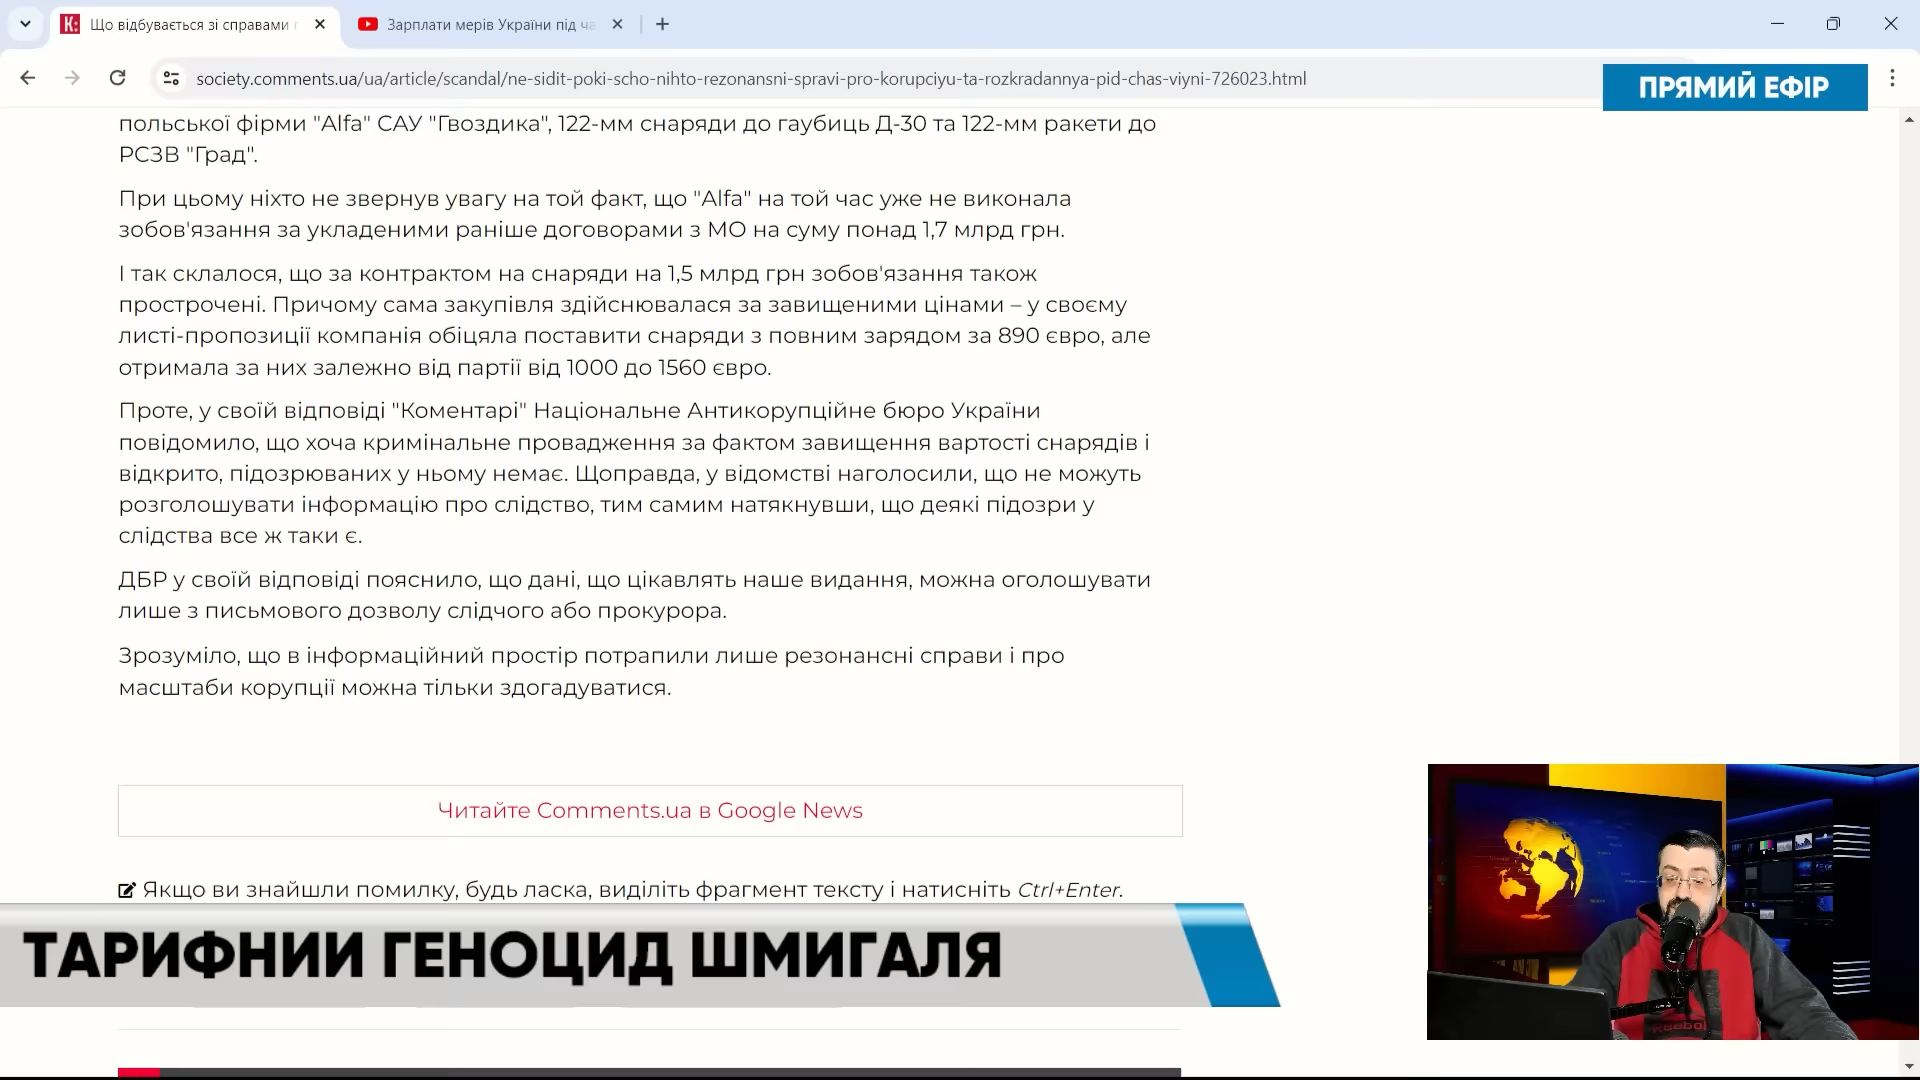 Що відбувається зі справами
Зарплати мерів України під ча
society.comments.ua/ua/article/scandal/ne-sidit-poki-scho-nihto-rezonansni-spravi-pro-korupciyu-ta-rozkradannya-pid-chas-viyni-726023.html
ПРЯМИЙ ЕФІР
польської фірми "Alfa" САУ "Гвоздика", 122-мм снаряди до гаубиць Д-30 та 122-мм ракети до
РСЗВ "Град".
При цьому ніхто не звернув увагу на той факт, що "Alfa" на той час уже не виконала
зобов'язання за укладеними раніше договорами з МО на суму понад 1,7 млрд грн.
І так склалося, що за контрактом на снаряди на 1,5 млрд грн зобов'язання також
прострочені. Причому сама закупівля здійснювалася за завищеними цінами – у своєму
листі-пропозиції компанія обіцяла поставити снаряди з повним зарядом за 890 євро, але
отримала за них залежно від партії від 1000 до 1560 євро.
Проте, у своїй відповіді "Коментарі" Національне Антикорупційне бюро України
повідомило, що хоча кримінальне провадження за фактом завищення вартості снарядів і
відкрито, підозрюваних у ньому немає. Щоправда, у відомстві наголосили, що не можуть
розголошувати інформацію про слідство, тим самим натякнувши, що деякі підозри у
слідства все ж таки є.
ДБР у своїй відповіді пояснило, що дані, що цікавлять наше видання, можна оголошувати
лише з письмового дозволу слідчого або прокурора.
Зрозуміло, що в інформаційний простір потрапили лише резонансні справи і про
масштаби корупції можна тільки здогадуватися.
Читайте Comments.ua в Google News
Якщо ви знайшли помилку, будь ласка, виділіть фрагмент тексту і натисніть Ctrl+Enter.
ТАРИФНИИ ГЕНОЦИД ШМИГАЛЯ
Reebok